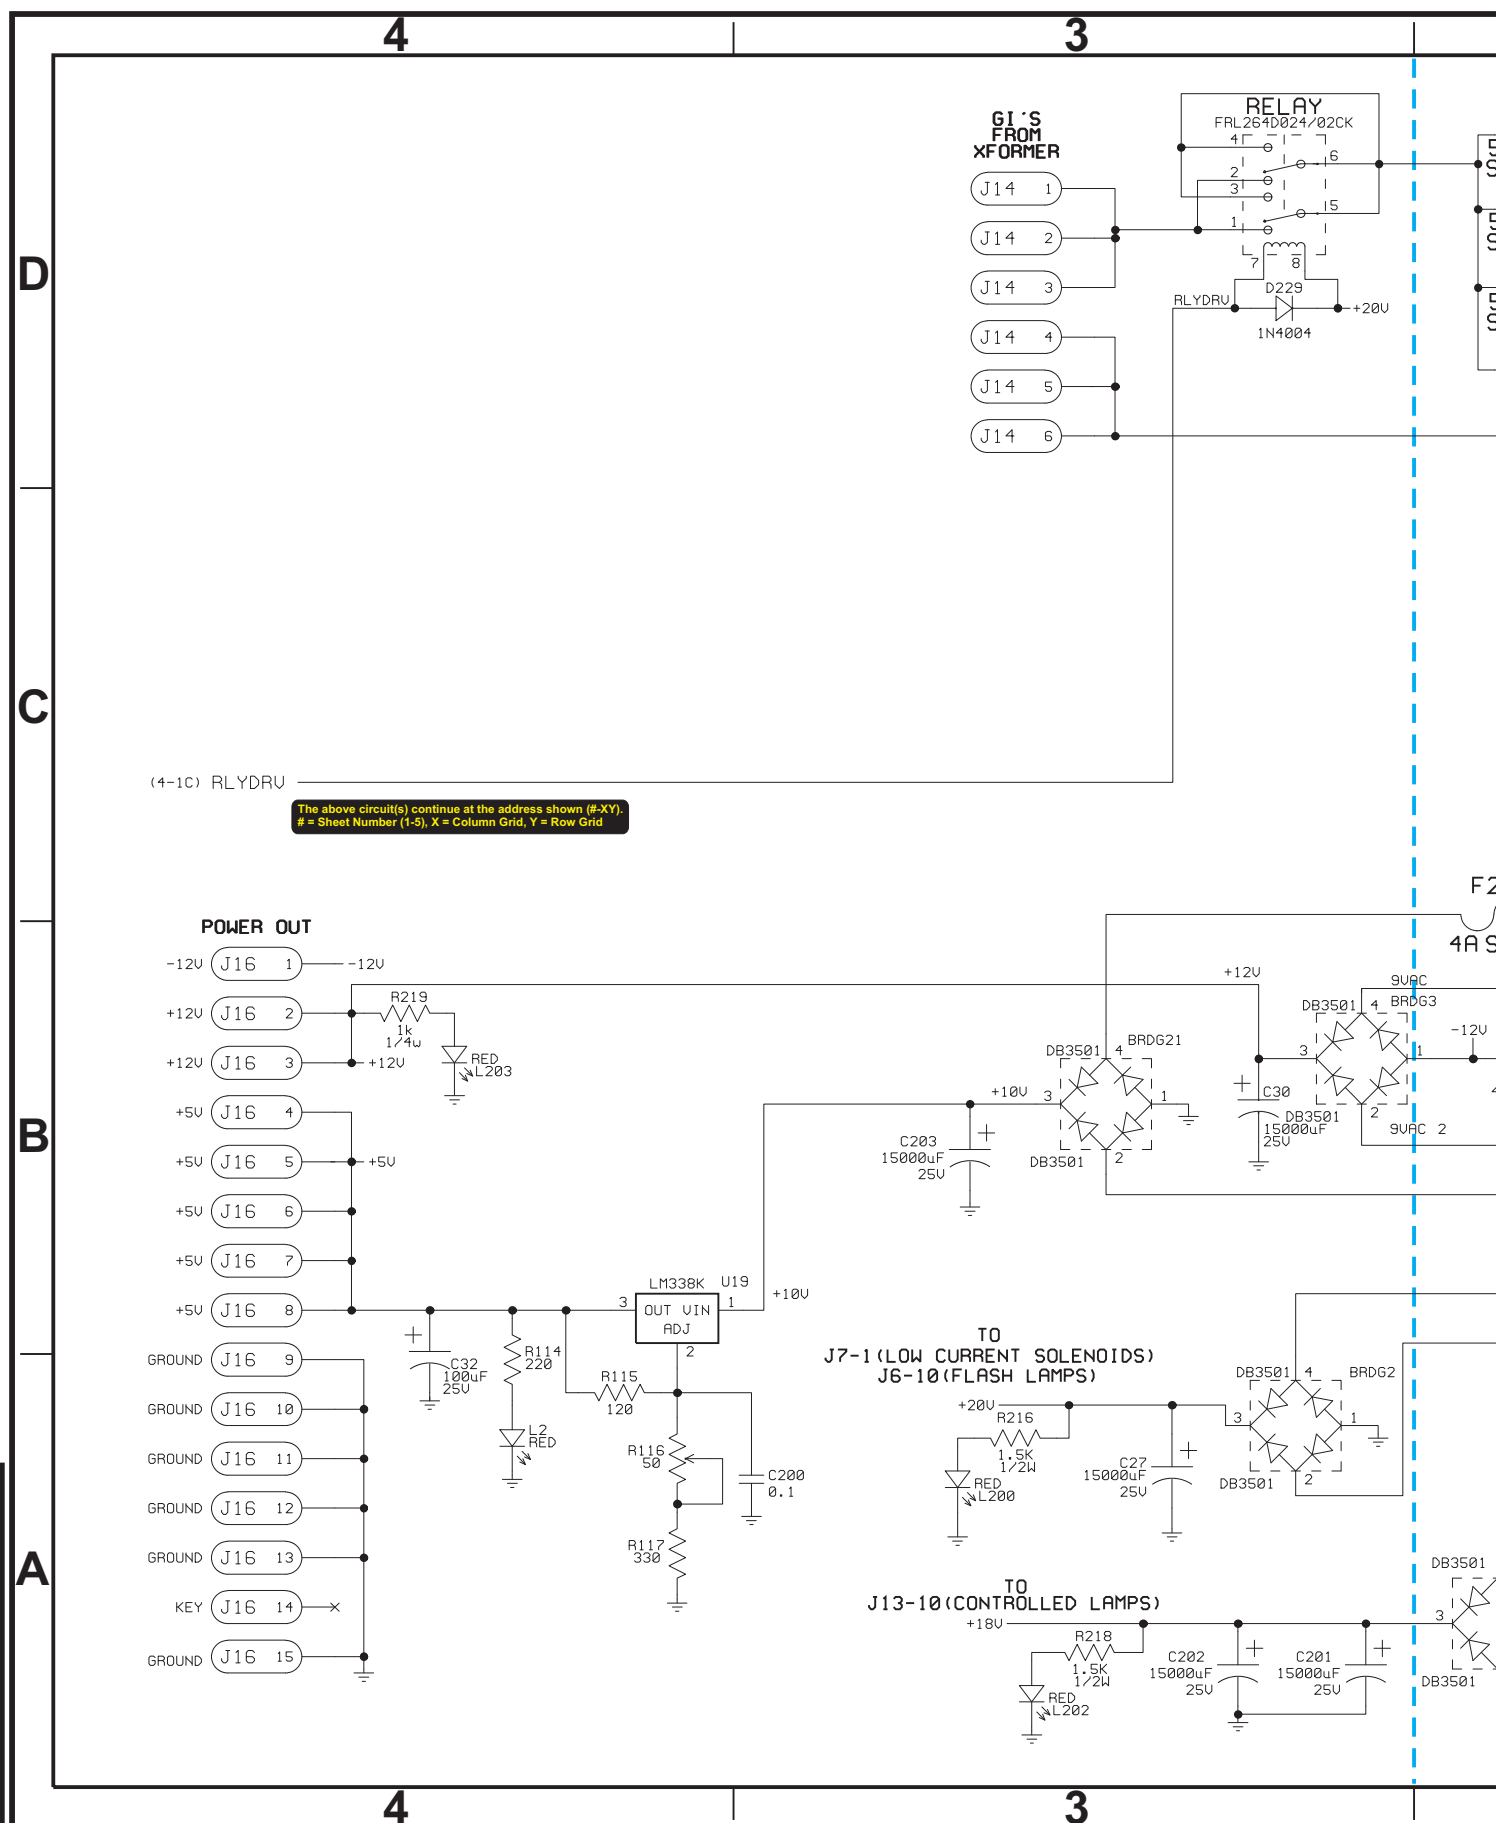 4
3
D
C
B
A
GI'S
FROM
XFORMER
J14 1
J14 2
J14 3
J14 4
J14 5
J14 6
RELAY
FRL264D024/02CK
4
2
3
1
6
5
7
8
RLYDRV
D229
1N4004
+20V
(4-1C) RLYDRV
The above circuit(s) continue at the address shown (#-XY).
# = Sheet Number (1-5), X = Column Grid, Y = Row Grid
POWER OUT
-12V J16 1 -12V
+12V J16 2
+12V J16 3 +12V
+5V J16 4
+5V J16 5 +5V
+5V J16 6
+5V J16 7
+5V J16 8
GROUND J16 9
GROUND J16 10
GROUND J16 11
GROUND J16 12
GROUND J16 13
KEY J16 14
GROUND J16 15
R219
1k
1/4w
RED
L203
C32
100uF
25V
R114
220
L2
RED
R115
120
R116
50
R117
330
C200
0.1
LM338K U19
3 OUT VIN 1
ADJ
2
+10V
+10V
C203
15000uF
25V
DB3501 4 BRDG21
3
1
DB3501 2
+12V
C30
15000uF
25V
9VAC
DB3501 4 BRDG3
3
1
2
DB3501
9VAC 2
-12V
4A S
TO
J7-1(LOW CURRENT SOLENOIDS)
J6-10(FLASH LAMPS)
+20V
R216
1.5K
1/2W
RED
L200
C27
15000uF
25V
DB3501 4 BRDG2
3
1
DB3501 2
TO
J13-10(CONTROLLED LAMPS)
+18V
R218
1.5K
1/2W
RED
L202
C202
15000uF
25V
C201
15000uF
25V
DB3501
3
DB3501
4
3